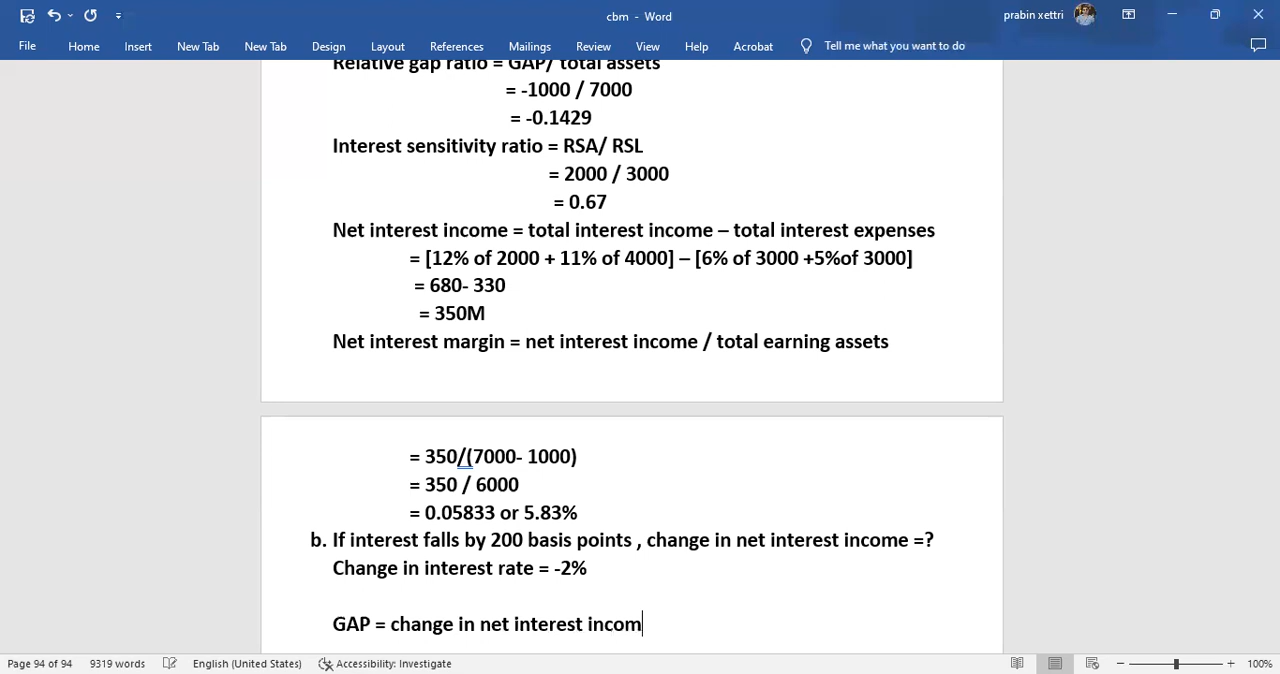 cbm - Word
prabin xettri
File Home Insert New Tab New Tab Design Layout References Mailings Review View Help Acrobat Tell me what you want to do
Relative gap ratio = GAP/ total assets
= -1000 / 7000
= -0.1429
Interest sensitivity ratio = RSA/ RSL
= 2000 / 3000
= 0.67
Net interest income = total interest income – total interest expenses
= [12% of 2000 + 11% of 4000] – [6% of 3000 +5%of 3000]
= 680- 330
= 350M
Net interest margin = net interest income / total earning assets
= 350/(7000- 1000)
= 350 / 6000
= 0.05833 or 5.83%
b. If interest falls by 200 basis points , change in net interest income =?
Change in interest rate = -2%
GAP = change in net interest incom
Page 94 of 94 9319 words English (United States) Accessibility: Investigate 100%